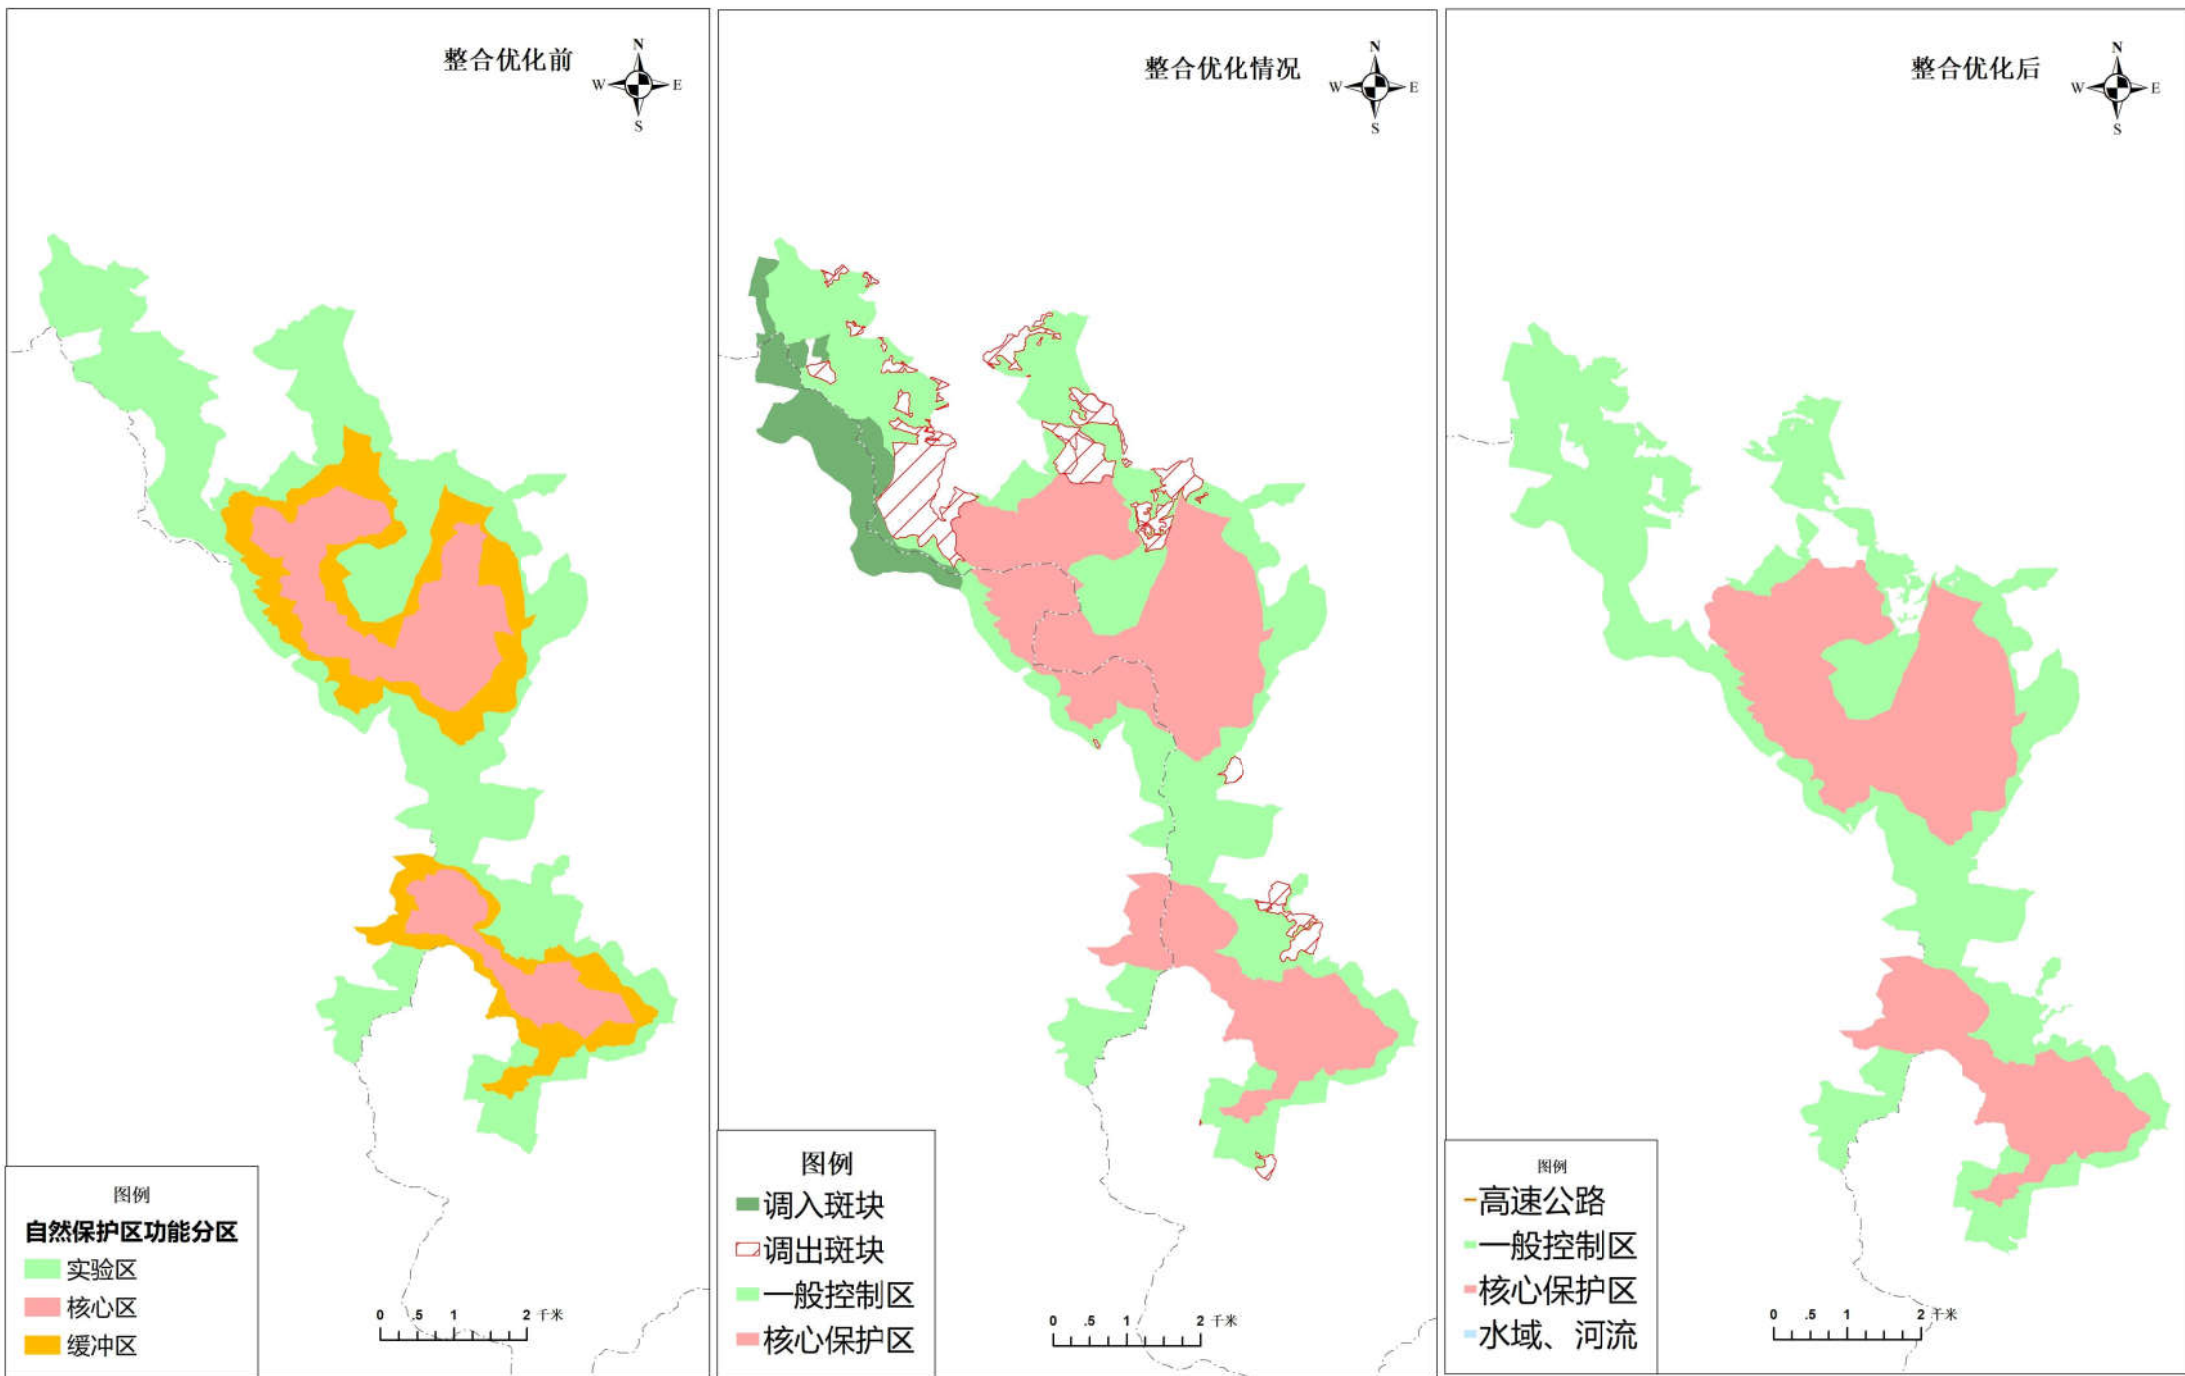 整合优化前
N
W
E
S
图例
自然保护区功能分区
实验区
核心区
缓冲区
0 .5 1 2 千米
整合优化情况
N
W
E
S
图例
调入斑块
调出斑块
一般控制区
核心保护区
0 .5 1 2 千米
整合优化后
N
W
E
S
图例
高速公路
一般控制区
核心保护区
水域、河流
0 .5 1 2 千米